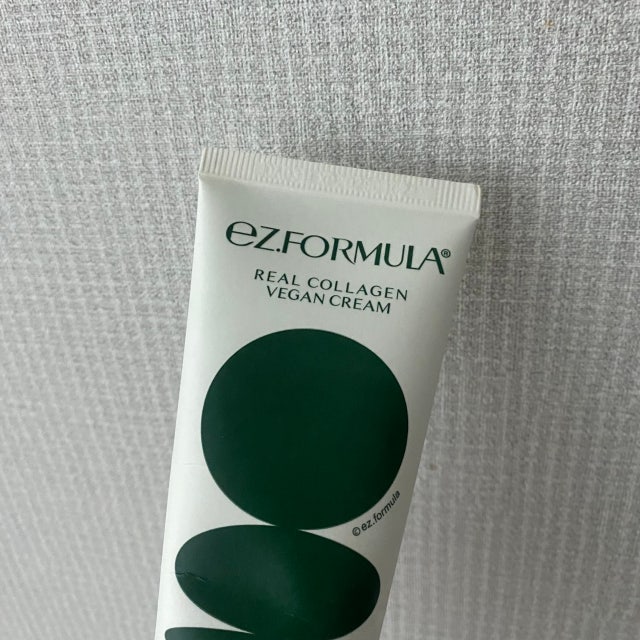 ez.FORMULA®
REAL COLLAGEN
VEGAN CREAM
©ez.formula